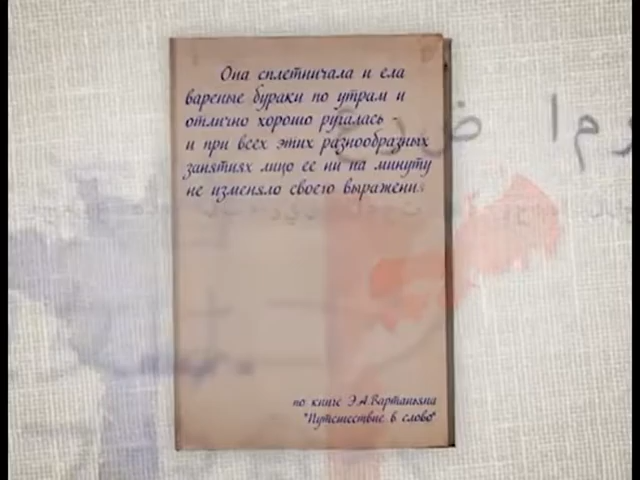 Она сплетничала и ела
вареные бураки по утрам и
отлично хорошо ругалась -
и при всех этих разнообразных
занятиях лицо ее ни на минуту
не изменяло своего выражения
по книге Э.А.Вартаньяна
"Путешествие в слово"